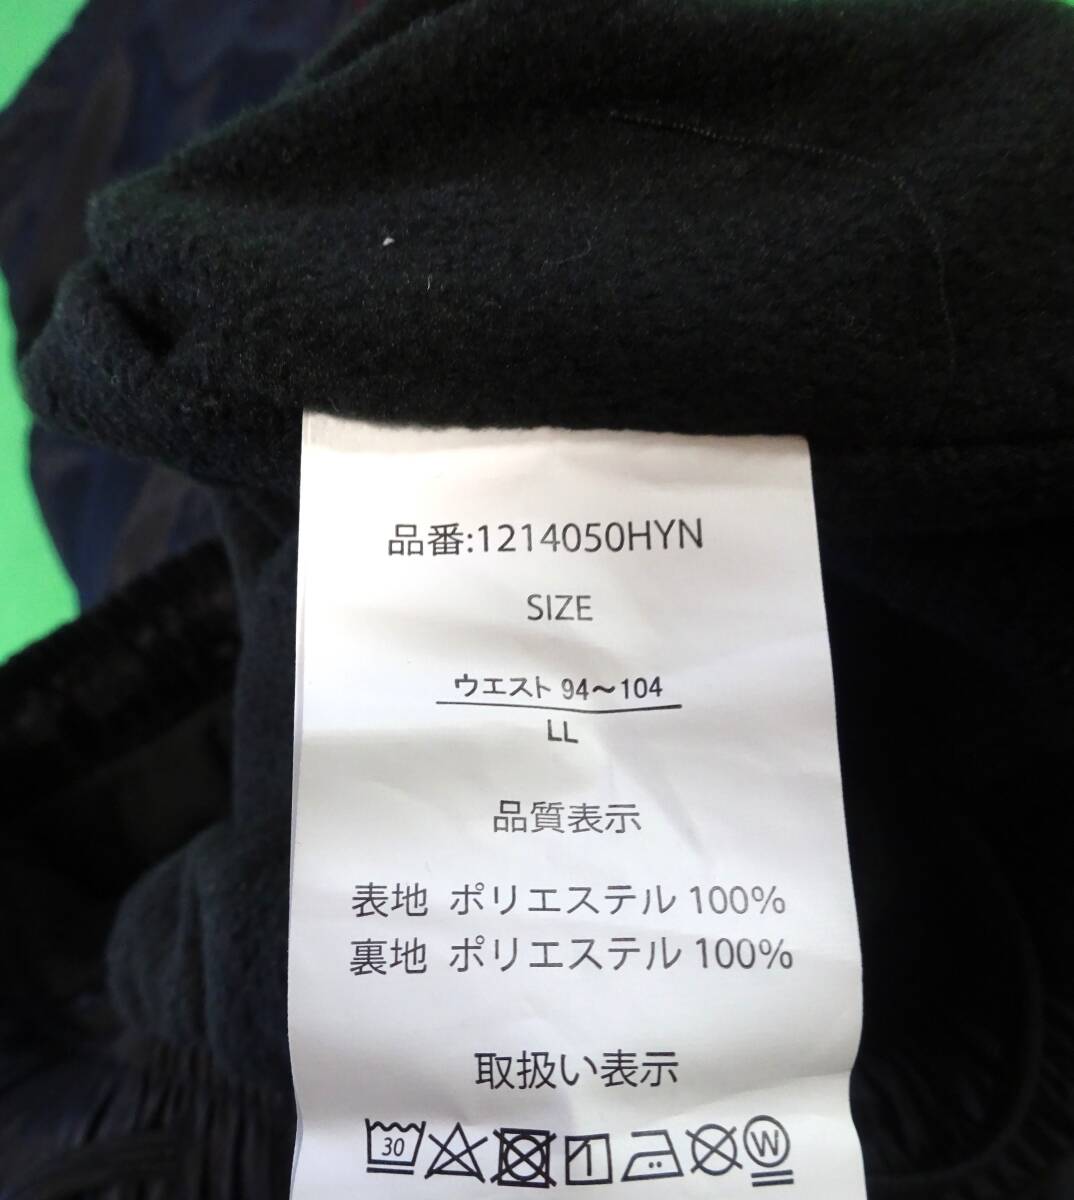 品番:1214050HYN
SIZE
ウエスト 94〜104
LL
品質表示
表地 ポリエステル 100%
裏地 ポリエステル 100%
取扱い表示
30
W